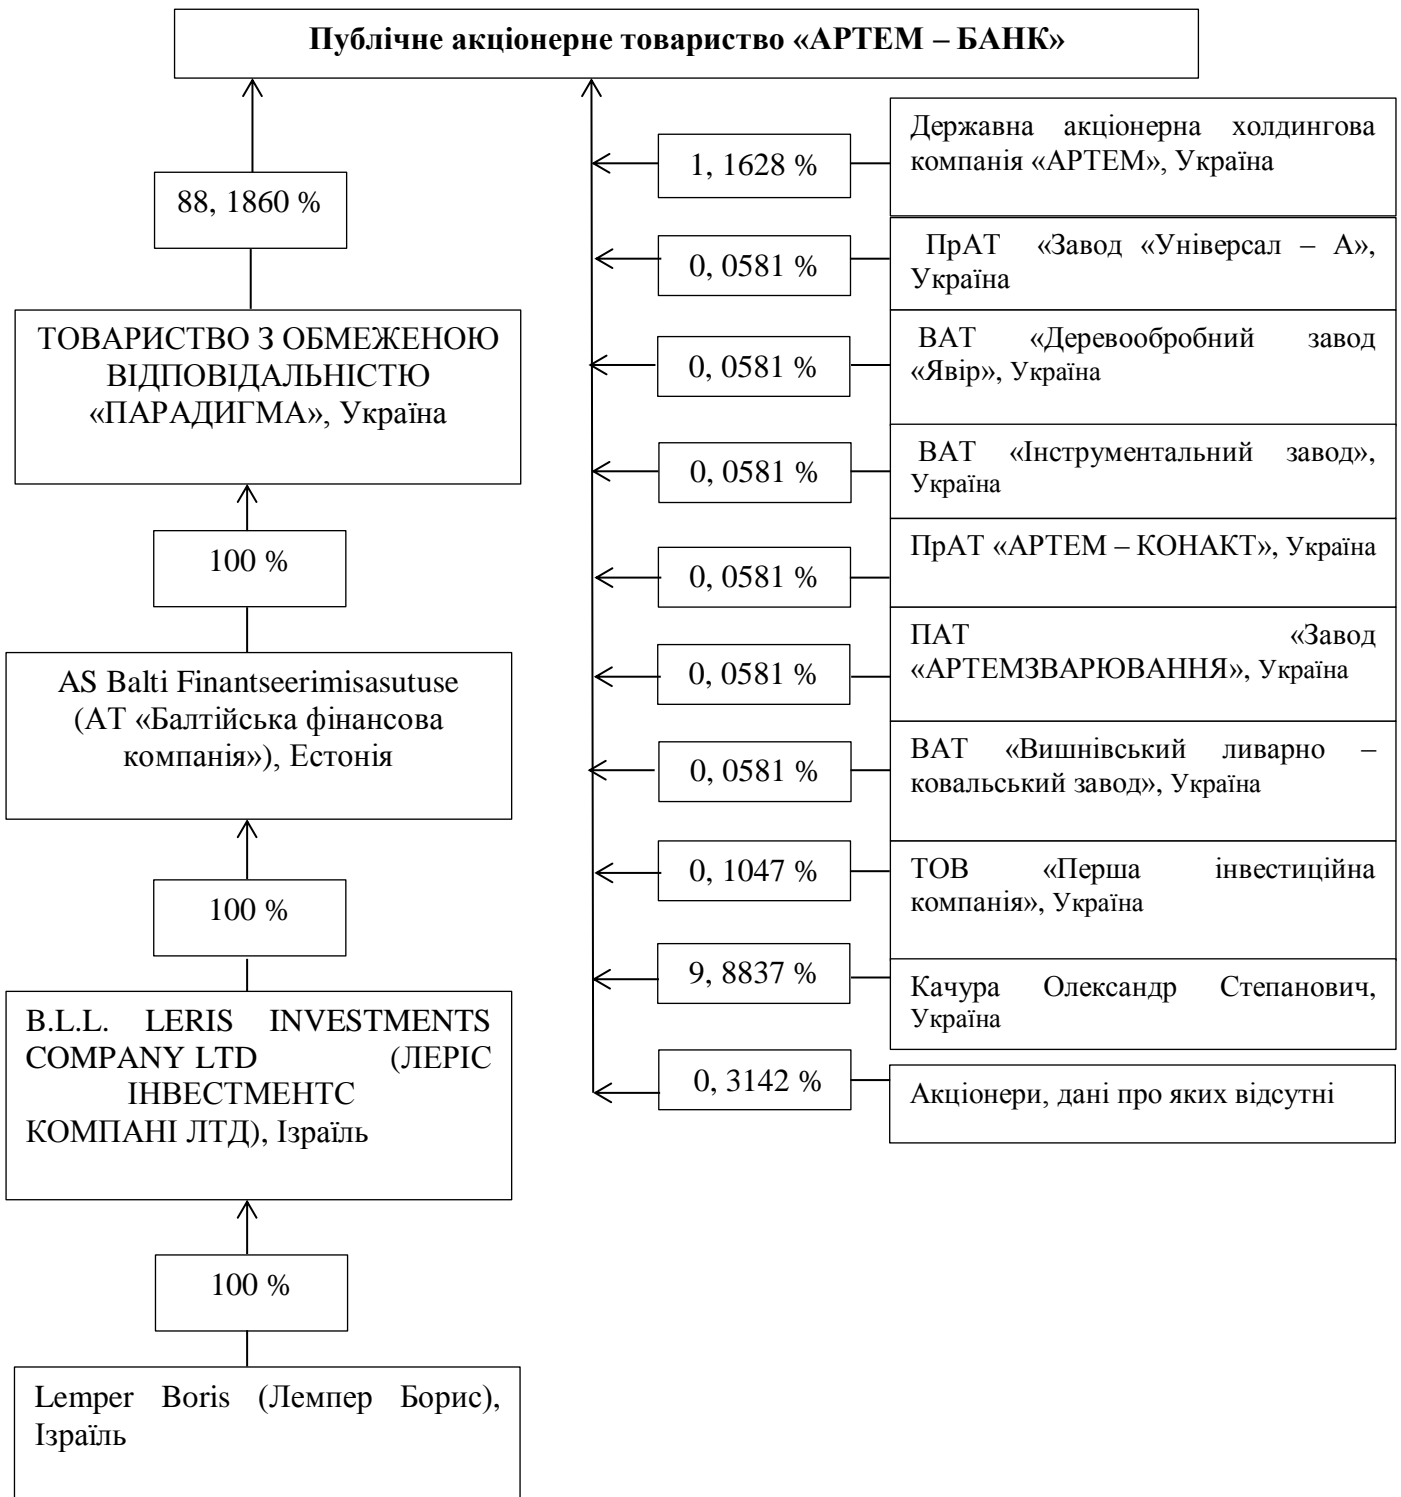 Публічне акціонерне товариство «АРТЕМ – БАНК»
88, 1860 %
ТОВАРИСТВО З ОБМЕЖЕНОЮ
ВІДПОВІДАЛЬНІСТЮ
«ПАРАДИГМА», Україна
100 %
AS Balti Finantseerimisasutuse
(АТ «Балтійська фінансова
компанія»), Естонія
100 %
B.L.L. LERIS INVESTMENTS
COMPANY LTD (ЛЕРІС
ІНВЕСТМЕНТС
КОМПАНІ ЛТД), Ізраїль
100 %
Lemper Boris (Лемпер Борис),
Ізраїль
1, 1628 %
Державна акціонерна холдингова
компанія «АРТЕМ», Україна
0, 0581 %
ПрАТ «Завод «Універсал – А»,
Україна
0, 0581 %
ВАТ «Деревообробний завод
«Явір», Україна
0, 0581 %
ВАТ «Інструментальний завод»,
Україна
0, 0581 %
ПрАТ «АРТЕМ – КОНАКТ», Україна
0, 0581 %
ПАТ «Завод
«АРТЕМЗВАРЮВАННЯ», Україна
0, 0581 %
ВАТ «Вишнівський ливарно –
ковальський завод», Україна
0, 1047 %
ТОВ «Перша інвестиційна
компанія», Україна
9, 8837 %
Качура Олександр Степанович,
Україна
0, 3142 %
Акціонери, дані про яких відсутні